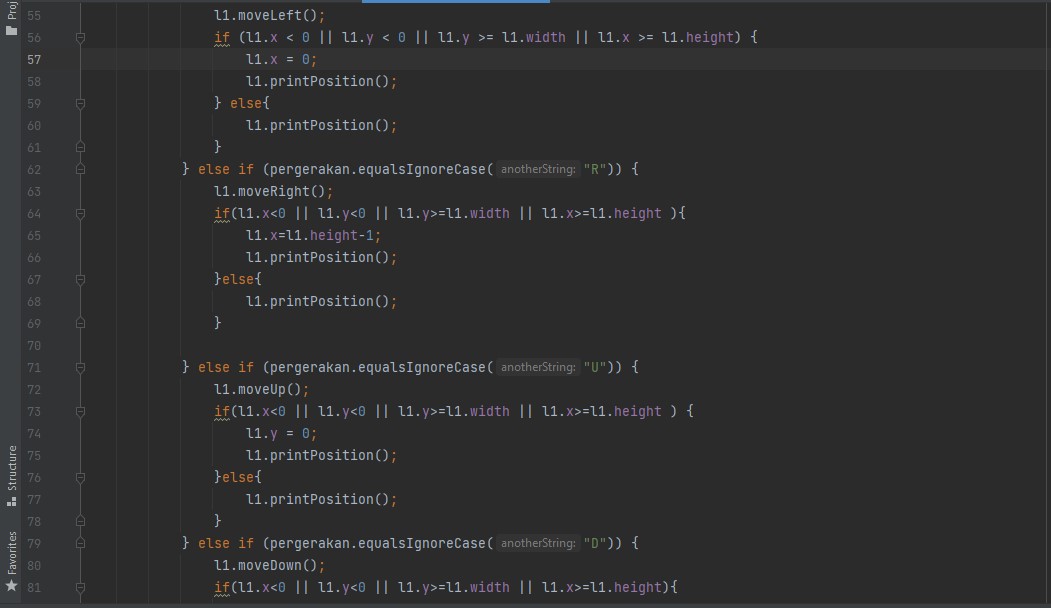 Proj
55 l1.moveLeft();
56 if (l1.x < 0 || l1.y < 0 || l1.y >= l1.width || l1.x >= l1.height) {
57 l1.x = 0;
58 l1.printPosition();
59 } else{
60 l1.printPosition();
61 }
62 } else if (pergerakan.equalsIgnoreCase( anotherString: "R")) {
63 l1.moveRight();
64 if(l1.x<0 || l1.y<0 || l1.y>=l1.width || l1.x>=l1.height ){
65 l1.x=l1.height-1;
66 l1.printPosition();
67 }else{
68 l1.printPosition();
69 }
70
71 } else if (pergerakan.equalsIgnoreCase( anotherString: "U")) {
72 l1.moveUp();
73 if(l1.x<0 || l1.y<0 || l1.y>=l1.width || l1.x>=l1.height ) {
74 l1.y = 0;
75 l1.printPosition();
76 }else{
77 l1.printPosition();
78 }
79 } else if (pergerakan.equalsIgnoreCase( anotherString: "D")) {
80 l1.moveDown();
81 if(l1.x<0 || l1.y<0 || l1.y>=l1.width || l1.x>=l1.height){
Structure
Favorites